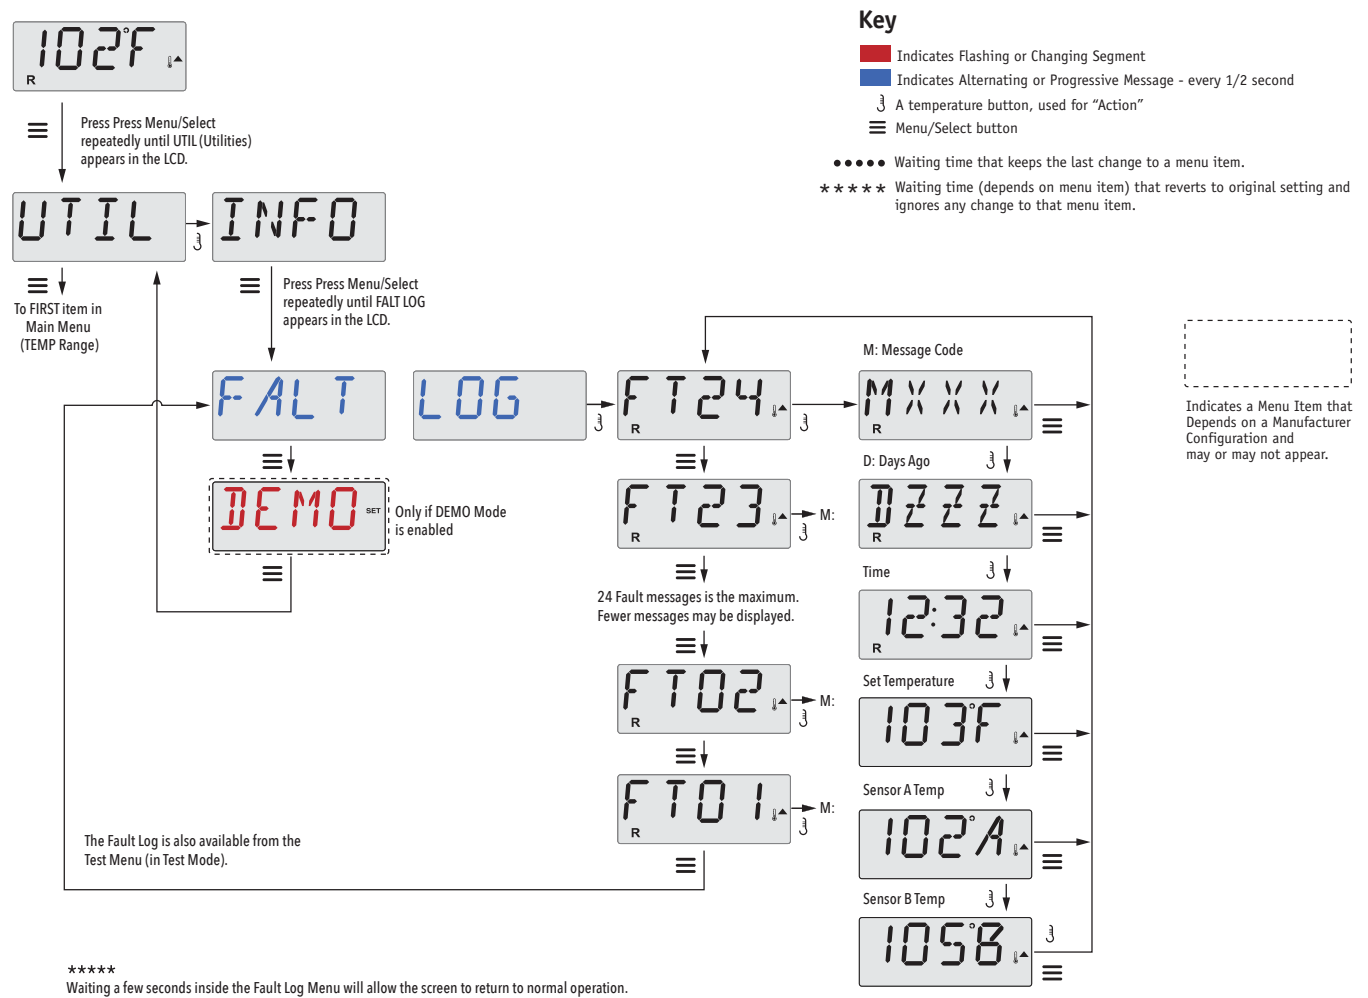 102°F
R
Key
Indicates Flashing or Changing Segment
Indicates Alternating or Progressive Message - every 1/2 second
A temperature button, used for “Action”
Menu/Select button
••••• Waiting time that keeps the last change to a menu item.
***** Waiting time (depends on menu item) that reverts to original setting and
ignores any change to that menu item.
Press Press Menu/Select
repeatedly until UTIL (Utilities)
appears in the LCD.
UTIL
INFO
To FIRST item in
Main Menu
(TEMP Range)
Press Press Menu/Select
repeatedly until FALT LOG
appears in the LCD.
FALT
LOG
DEMO
SET
Only if DEMO Mode
is enabled
FT24
R
FT23
R
M:
24 Fault messages is the maximum.
Fewer messages may be displayed.
FT02
R
M:
FT01
R
M:
M: Message Code
MXXX
R
D: Days Ago
DZZZ
R
Time
12:32
R
Set Temperature
103°F
Sensor A Temp
102°A
Sensor B Temp
105°B
Indicates a Menu Item that
Depends on a Manufacturer
Configuration and
may or may not appear.
The Fault Log is also available from the
Test Menu (in Test Mode).
*****
Waiting a few seconds inside the Fault Log Menu will allow the screen to return to normal operation.